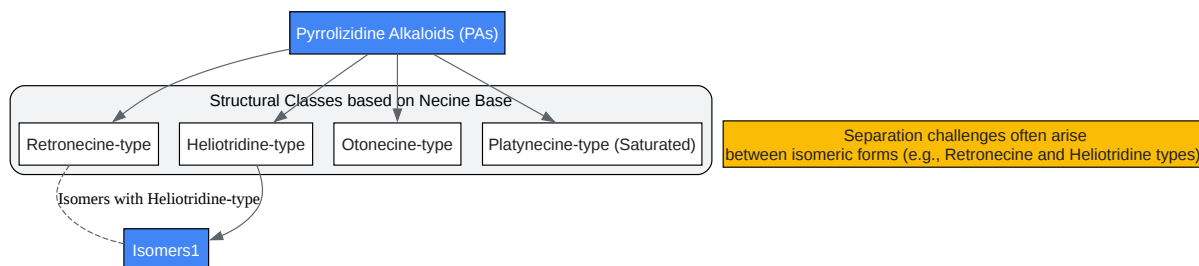 Pyrrolizidine Alkaloids (PAs)
Structural Classes based on Necine Base
Retronecine-type
Heliotridine-type
Otonecine-type
Platynecine-type (Saturated)
Separation challenges often arise
between isomeric forms (e.g., Retronecine and Heliotridine types)
Isomers with Heliotridine-type
Isomers1